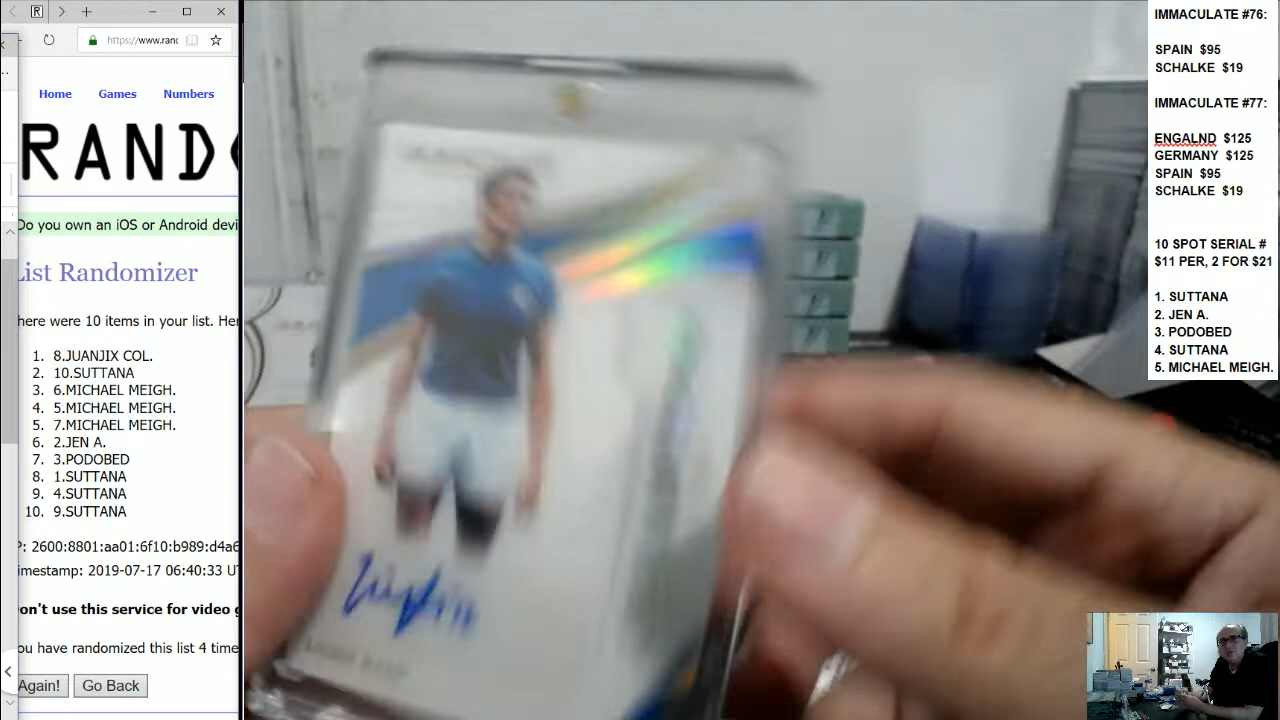 R
https://www.ranc
Home Games Numbers
RAND
Do you own an iOS or Android devi
List Randomizer
here were 10 items in your list. Her
1. 8.JUANJIX COL.
2. 10.SUTTANA
3. 6.MICHAEL MEIGH.
4. 5.MICHAEL MEIGH.
5. 7.MICHAEL MEIGH.
6. 2.JEN A.
7. 3.PODOBED
8. 1.SUTTANA
9. 4.SUTTANA
10. 9.SUTTANA
P: 2600:8801:aa01:6f10:b989:d4a6
imestamp: 2019-07-17 06:40:33 U
on't use this service for video g
ou have randomized this list 4 time
Again! Go Back
IMMACULATE #76:
SPAIN $95
SCHALKE $19
IMMACULATE #77:
ENGALND $125
GERMANY $125
SPAIN $95
SCHALKE $19
10 SPOT SERIAL #
$11 PER, 2 FOR $21
1. SUTTANA
2. JEN A.
3. PODOBED
4. SUTTANA
5. MICHAEL MEIGH.